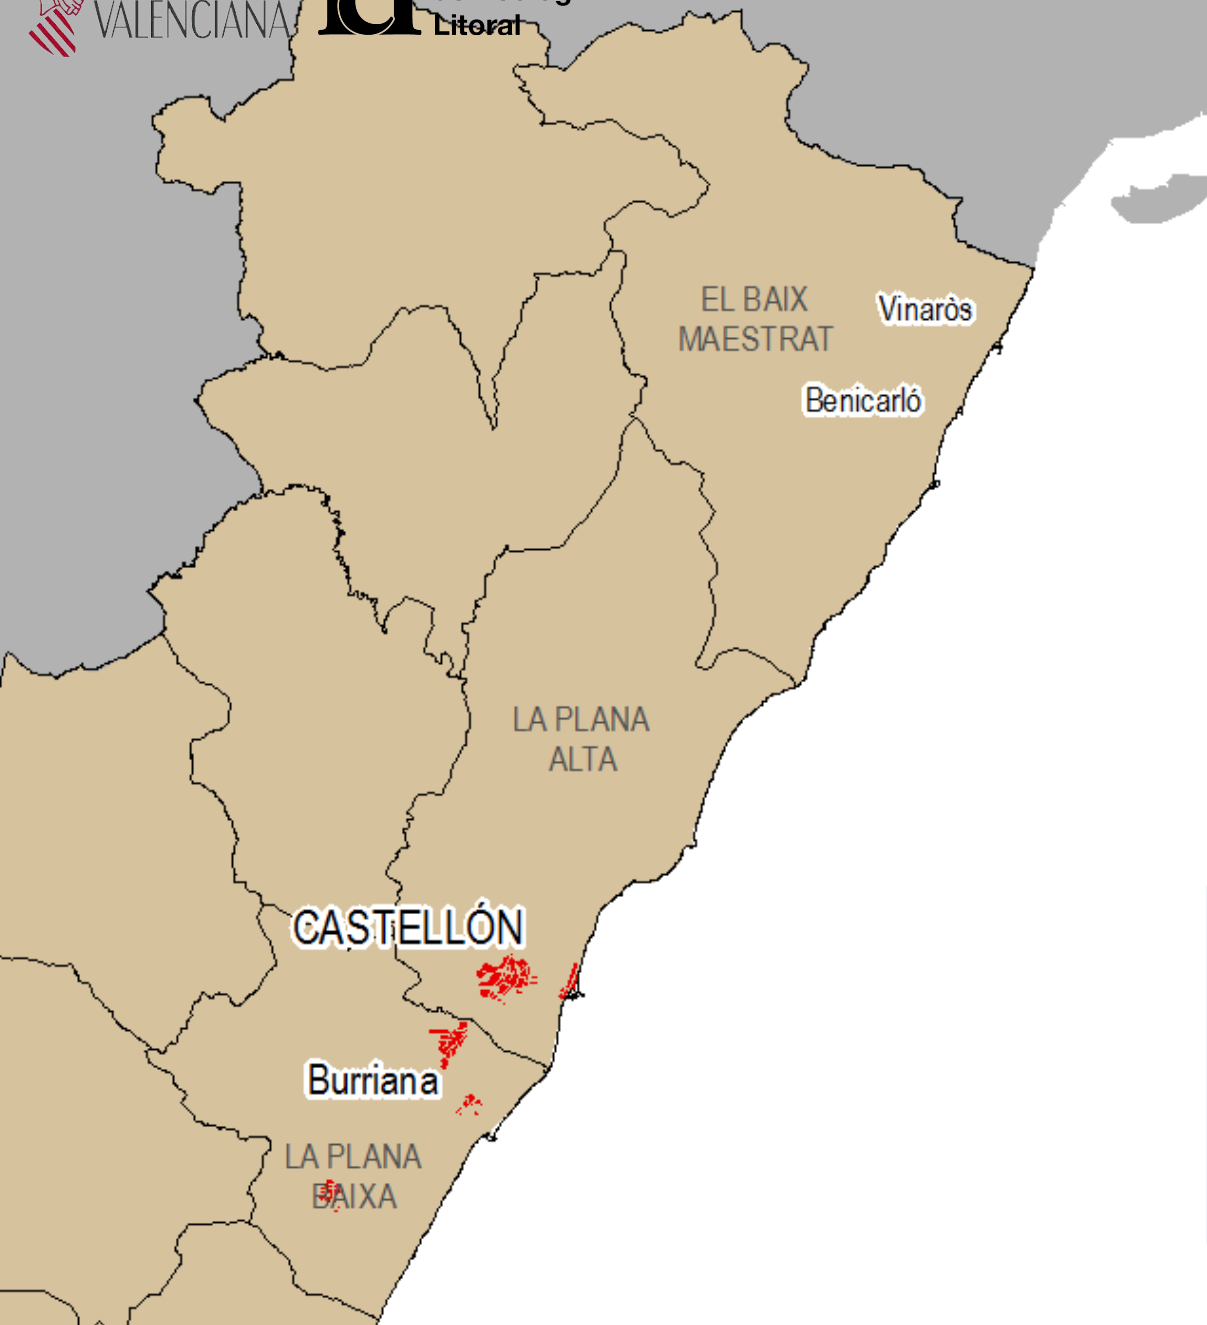 VALENCIANA
Litoral
EL BAIX
MAESTRAT
Vinaròs
Benicarló
LA PLANA
ALTA
CASTELLÓN
Burriana
LA PLANA
BAIXA